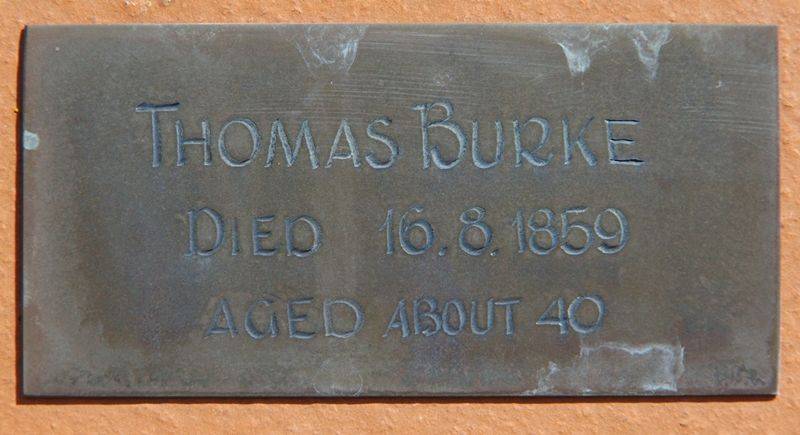 THOMAS BURKE
DIED 16.8.1859
AGED ABOUT 40